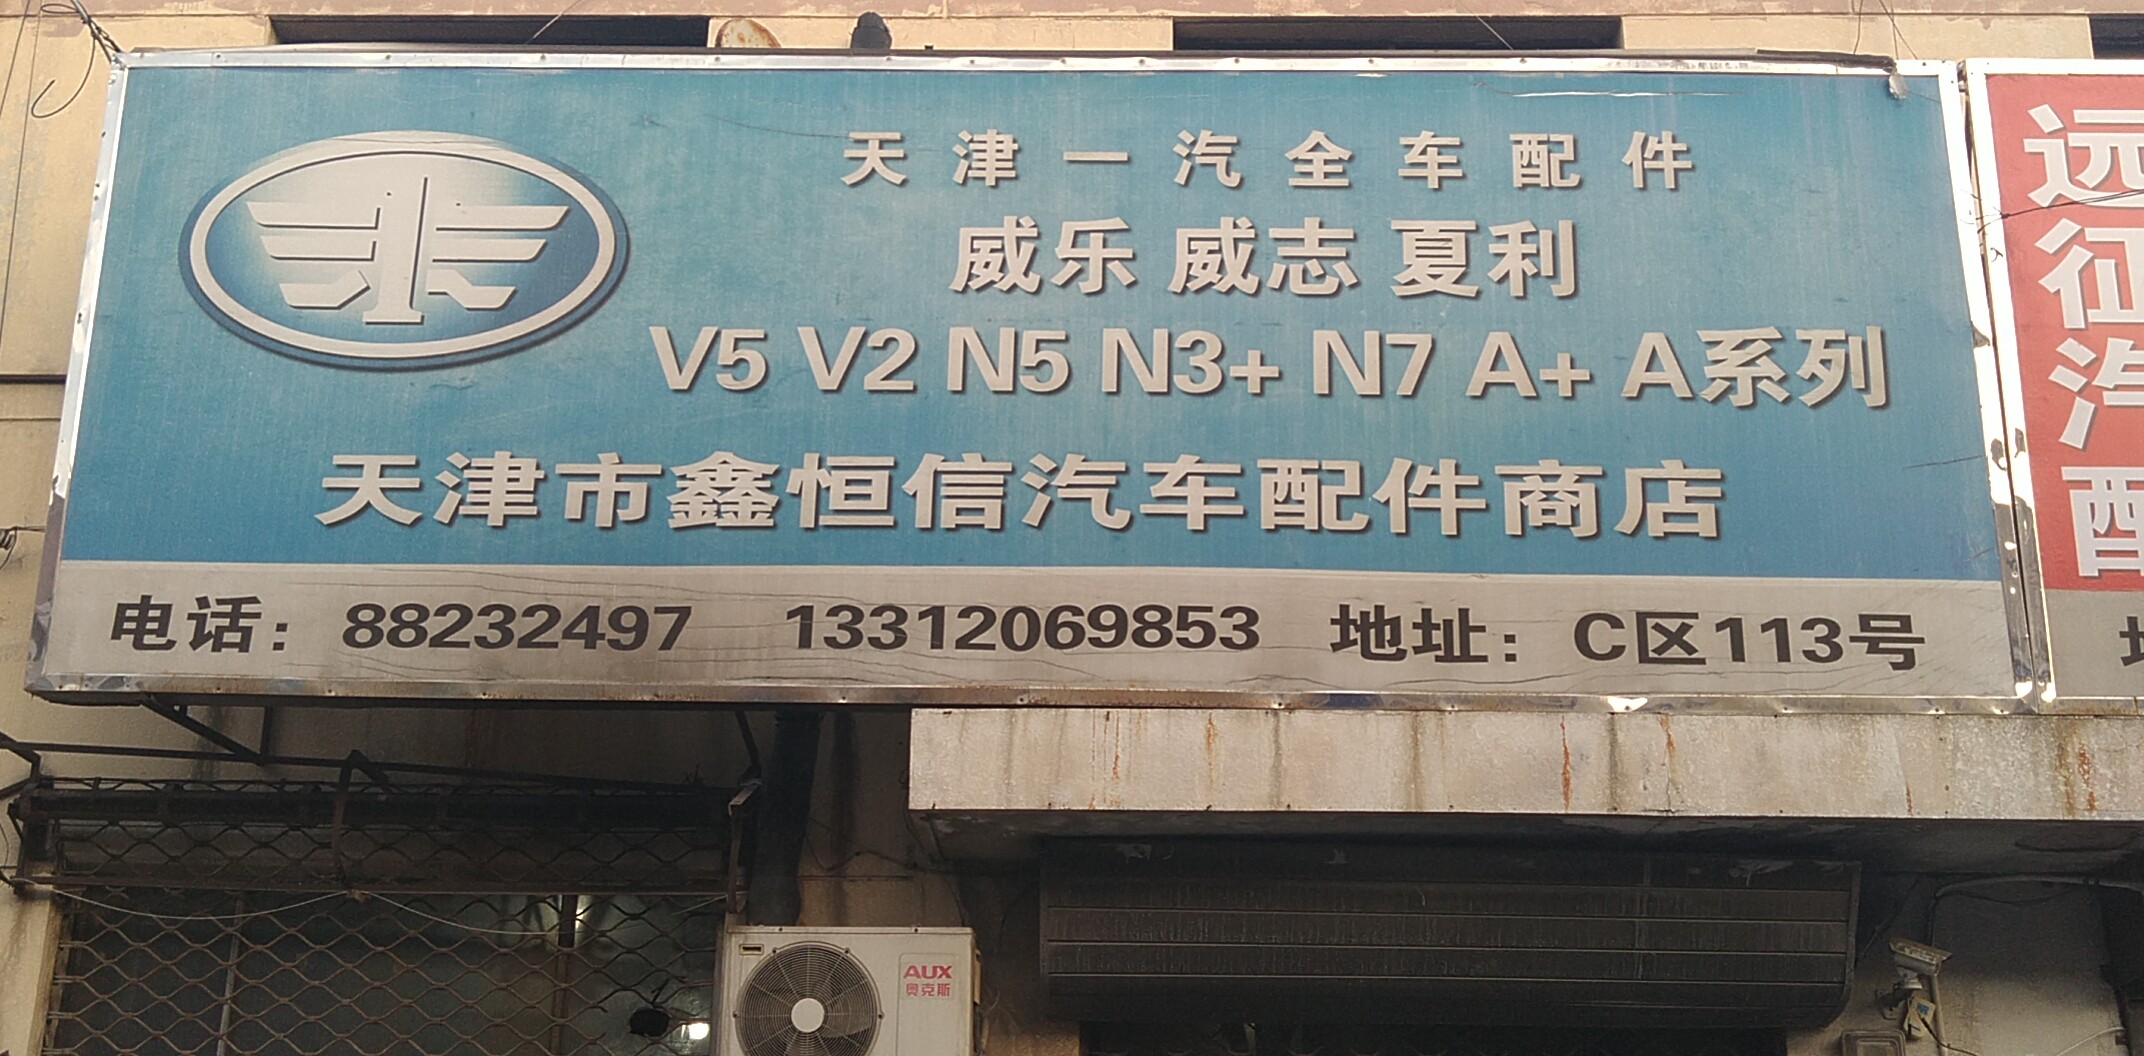 天津一汽全车配件
威乐 威志 夏利
V5 V2 N5 N3+ N7 A+ A系列
天津市鑫恒信汽车配件商店
电话：88232497 13312069853 地址：C区113号
远征汽配
AUX
奥克斯